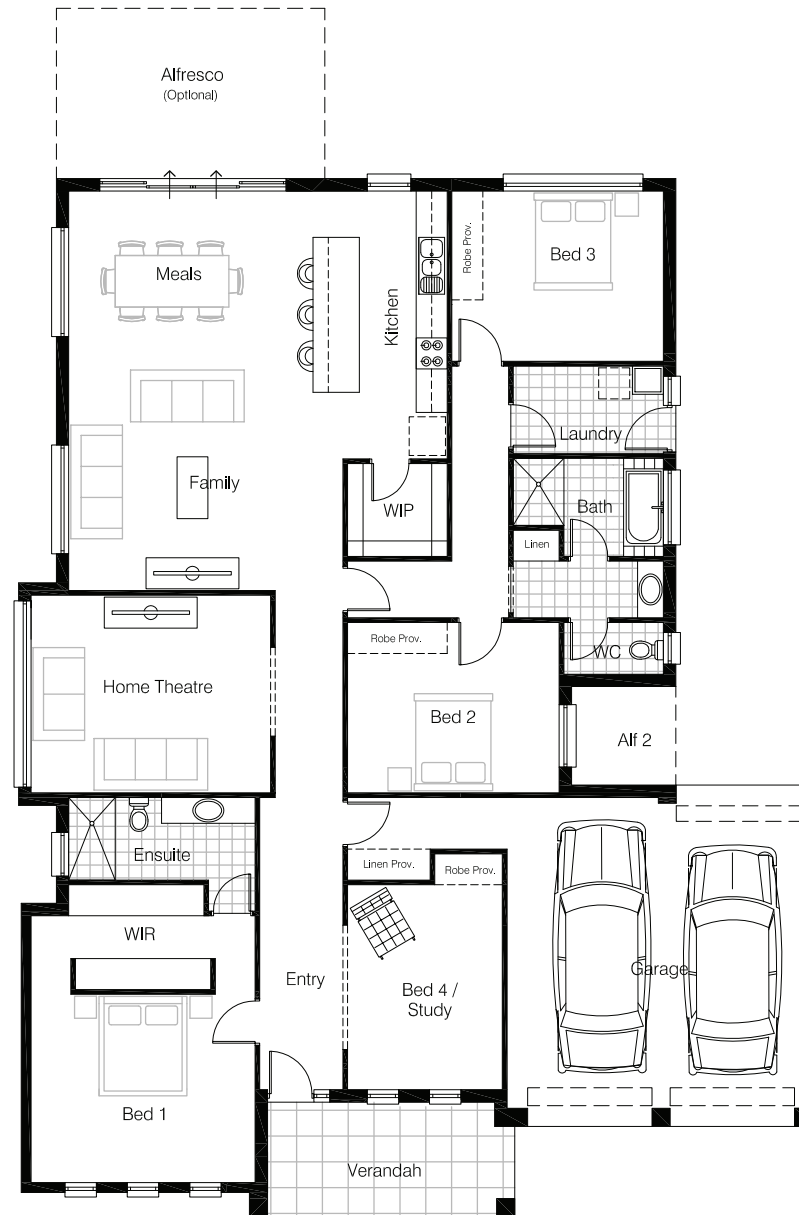 Alfresco
(Optional)
Meals
Kitchen
Robe Prov.
Bed 3
Laundry
Family
WIP
Bath
Linen
Robe Prov.
WC
Home Theatre
Bed 2
Alf 2
Ensuite
Linen Prov.
Robe Prov.
WIR
Entry
Bed 4 /
Study
Garage
Bed 1
Verandah